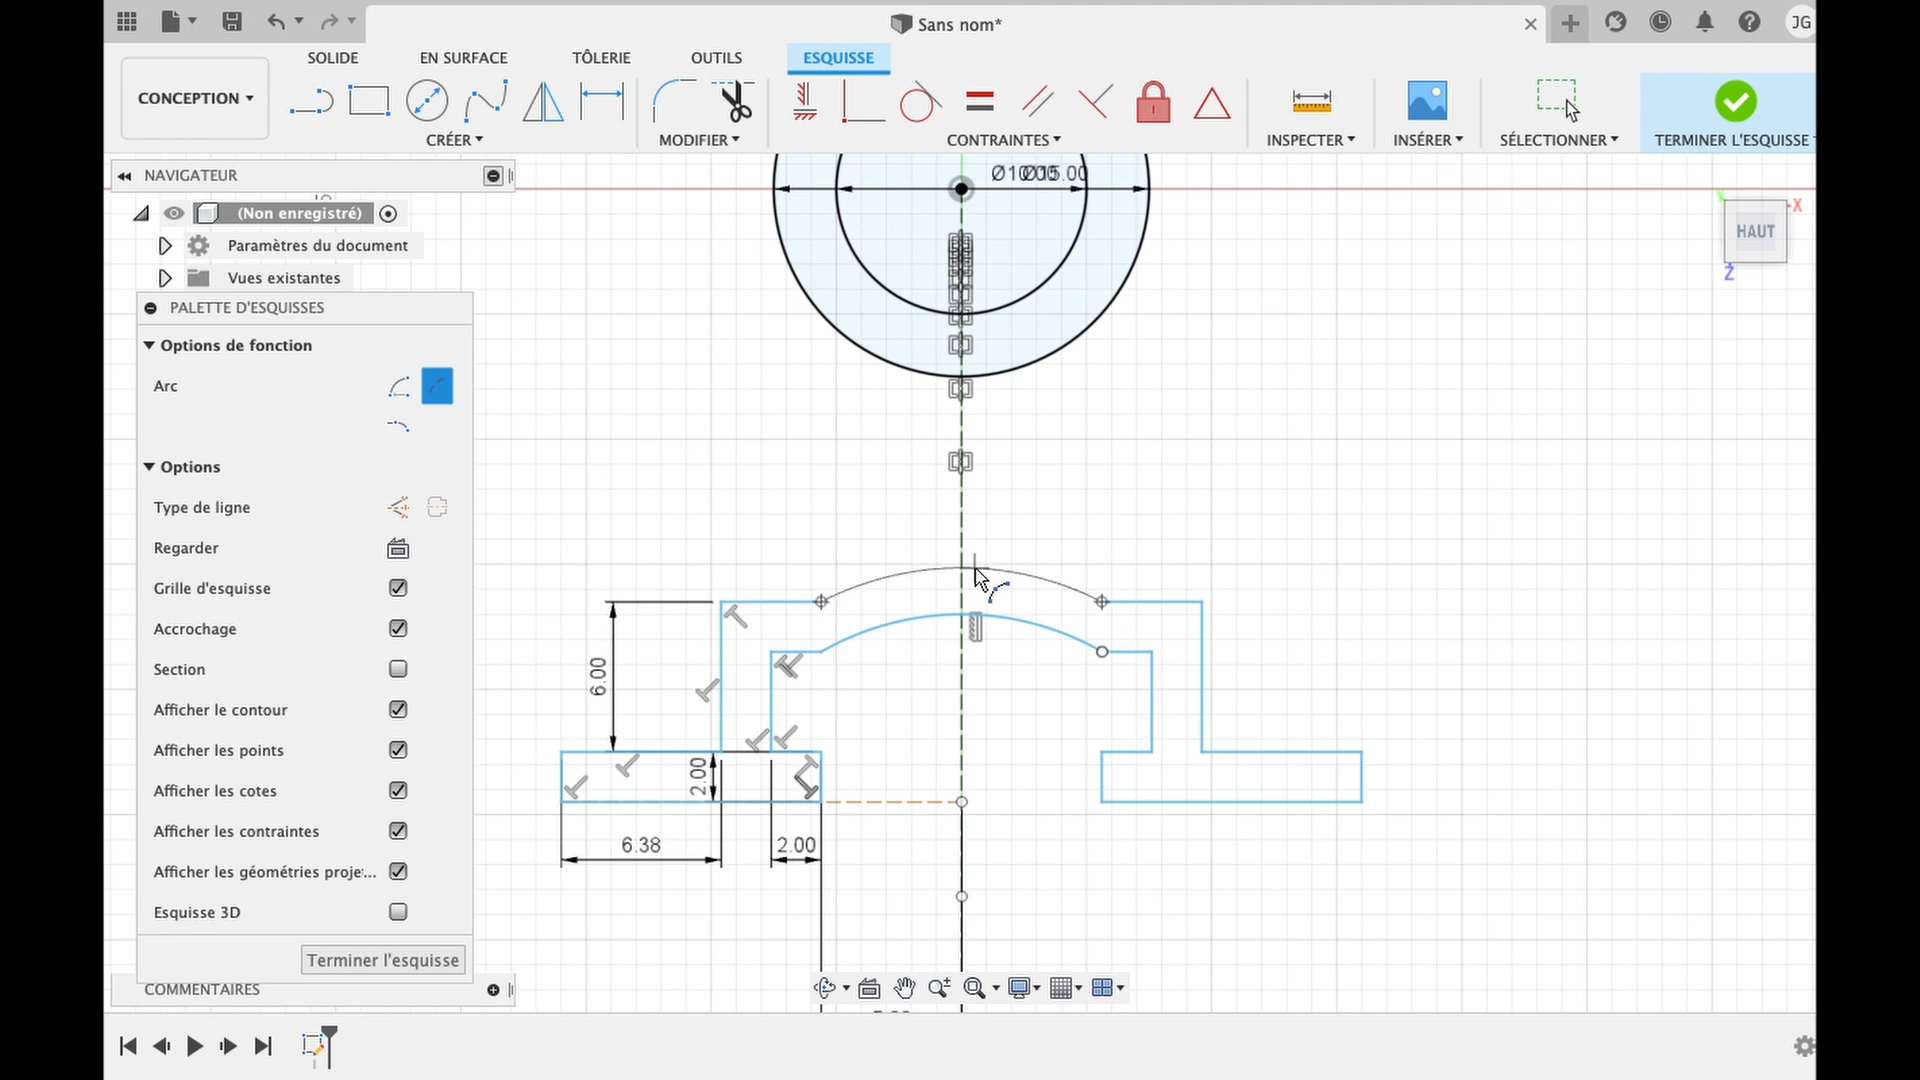 Sans nom*
JG
SOLIDE
EN SURFACE
TÔLERIE
OUTILS
ESQUISSE
CONCEPTION
CRÉER
MODIFIER
CONTRAINTES
INSPECTER
INSÉRER
SÉLECTIONNER
TERMINER L'ESQUISSE
NAVIGATEUR
(Non enregistré)
Paramètres du document
Vues existantes
PALETTE D'ESQUISSES
Options de fonction
Arc
Options
Type de ligne
Regarder
Grille d'esquisse
Accrochage
Section
Afficher le contour
Afficher les points
Afficher les cotes
Afficher les contraintes
Afficher les géométries proje...
Esquisse 3D
Terminer l'esquisse
COMMENTAIRES
HAUT
X
Y
Z
6.00
2.00
6.38
2.00